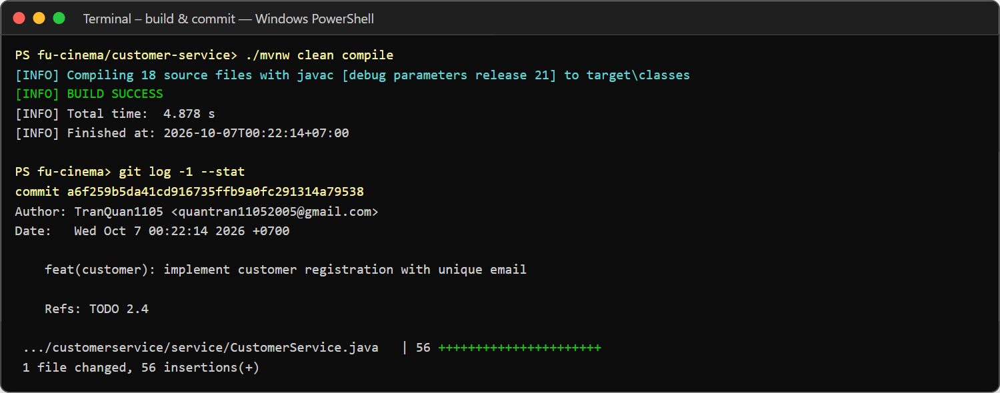 Terminal – build & commit — Windows PowerShell
PS fu-cinema/customer-service> ./mvnw clean compile
[INFO] Compiling 18 source files with javac [debug parameters release 21] to target\classes
[INFO] BUILD SUCCESS
[INFO] Total time:  4.878 s
[INFO] Finished at: 2026-10-07T00:22:14+07:00
PS fu-cinema> git log -1 --stat
commit a6f259b5da41cd916735ffb9a0fc291314a79538
Author: TranQuan1105 <quantran11052005@gmail.com>
Date:   Wed Oct 7 00:22:14 2026 +0700
feat(customer): implement customer registration with unique email
Refs: TODO 2.4
.../customerservice/service/CustomerService.java   | 56 ++++++++++++++++++++++
1 file changed, 56 insertions(+)